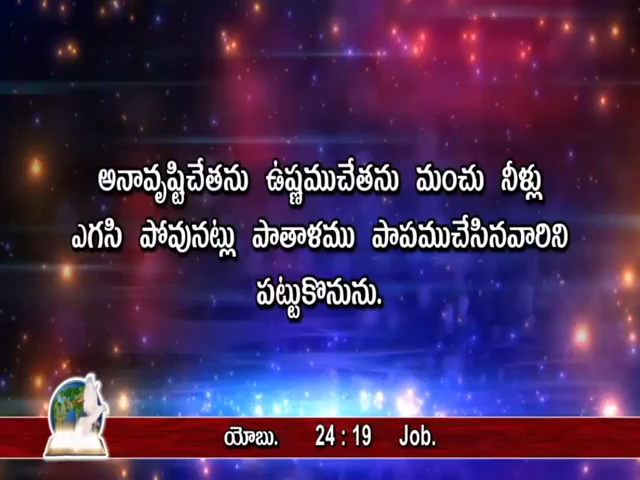 అనావృష్టిచేతను ఉష్ణముచేతను మంచు నీళ్లు
ఎగసి పోవునట్లు పాతాళము పాపముచేసినవారిని
పట్టుకొనును.
యోబు. 24 : 19 Job.